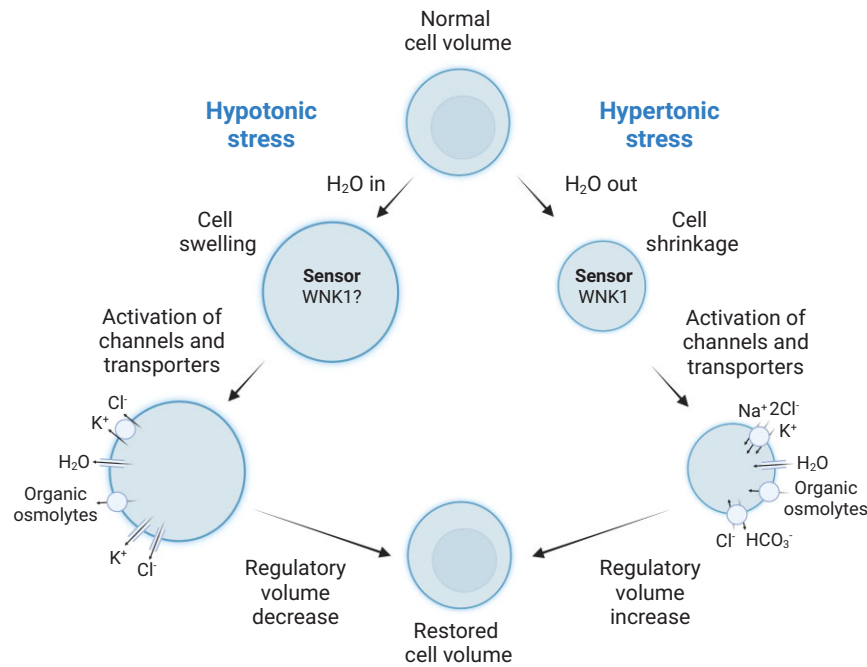 Normal
cell volume
Hypotonic
stress
Hypertonic
stress
H₂O in
H₂O out
Cell
swelling
Cell
shrinkage
Sensor
WNK1?
Sensor
WNK1
Activation of
channels and
transporters
Activation of
channels and
transporters
Cl⁻
K⁺
H₂O
Organic
osmolytes
K⁺
Cl⁻
Na⁺ 2Cl⁻
K⁺
H₂O
Organic
osmolytes
Cl⁻
HCO₃⁻
Regulatory
volume
decrease
Regulatory
volume
increase
Restored
cell volume